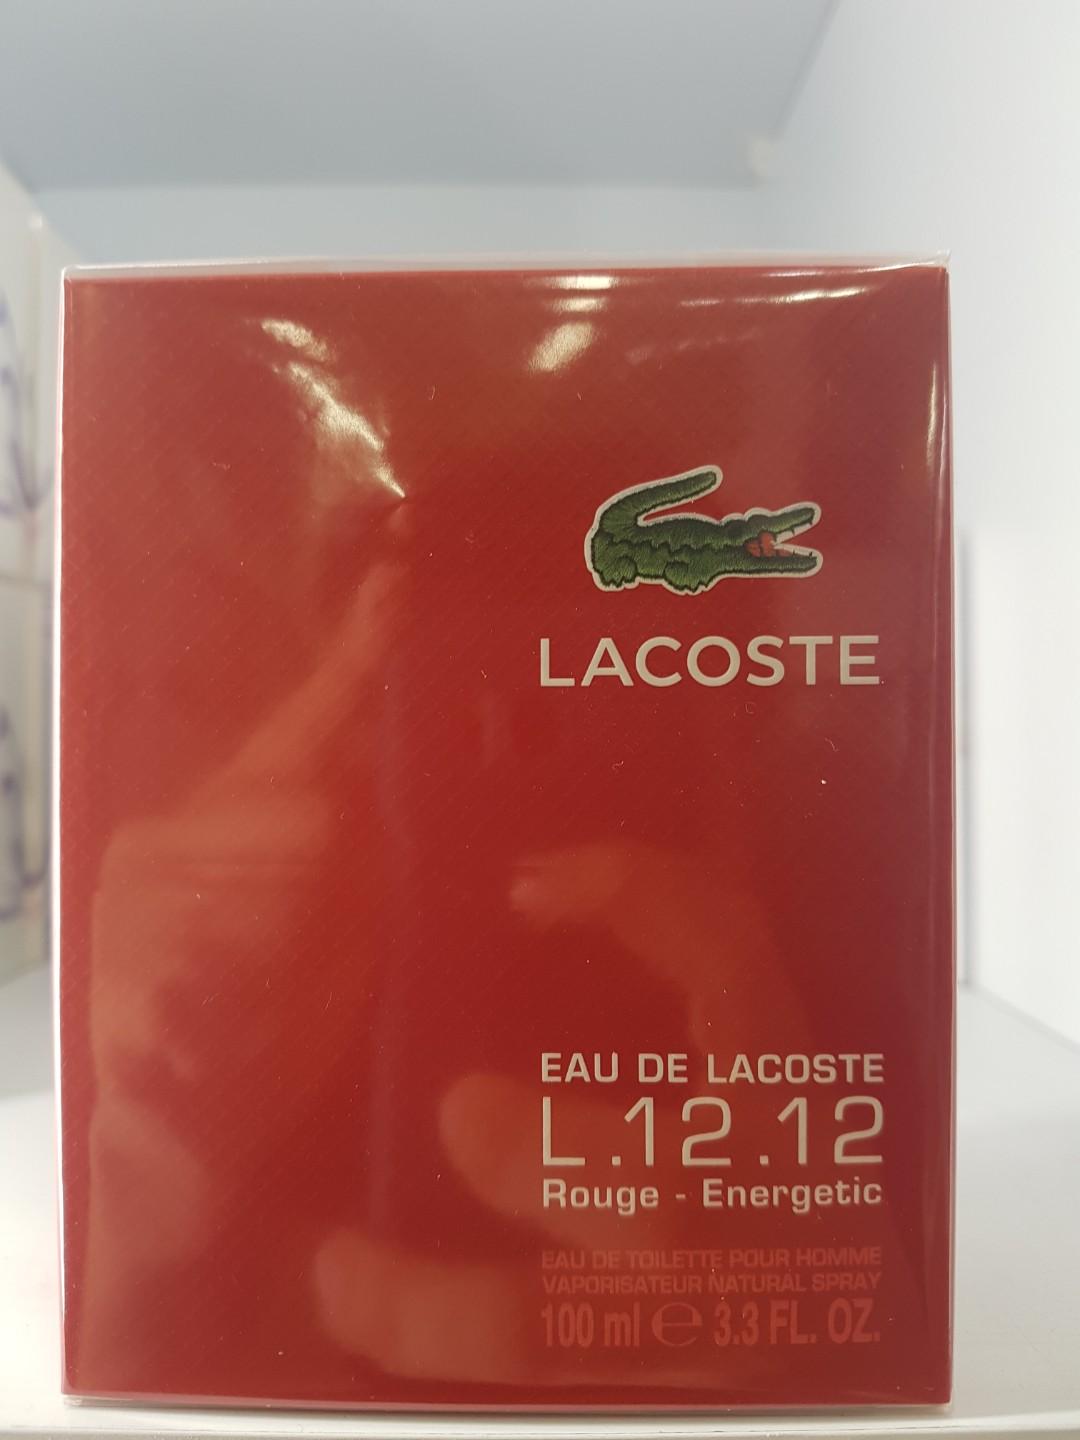 LACOSTE
EAU DE LACOSTE
L.12.12
Rouge - Energetic
EAU DE TOILETTE POUR HOMME
VAPORISATEUR NATURAL SPRAY
100 ml e 3.3 FL. OZ.